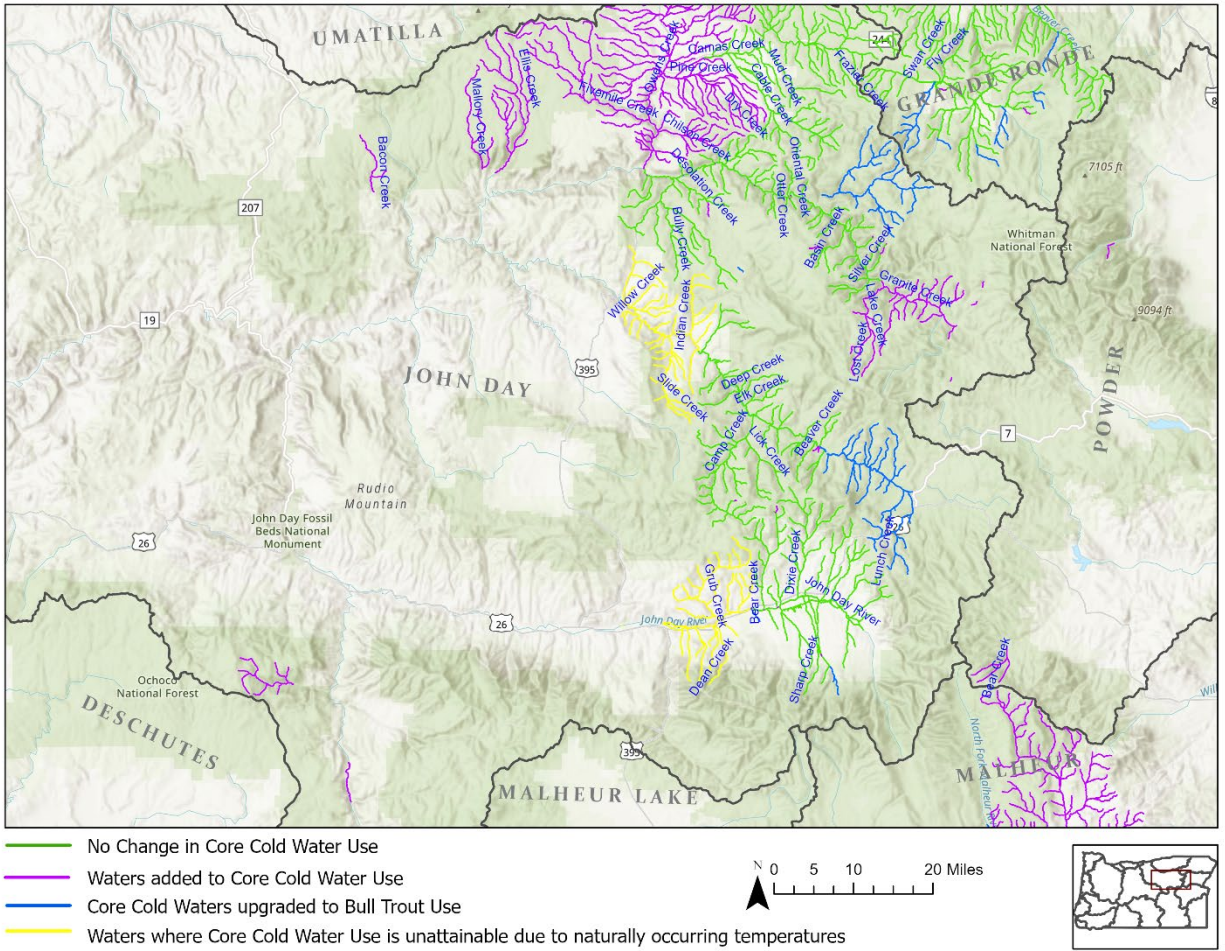 UMATILLA
Beaver Creek
244
Swan Creek
Fly Creek
GRANDE RONDE
Owens Creek
Camas Creek
Pine Creek
Mud Creek
Cable Creek
Frazier Creek
Ellis Creek
Mallory Creek
Fivemile Creek
Dry Creek
Chilson Creek
Bacon Creek
Desolation Creek
Oriental Creek
Otter Creek
7105 ft
207
Bully Creek
Basin Creek
Silver Creek
Whitman
National Forest
Willow Creek
Indian Creek
Granite Creek
Lake Creek
Lost Creek
9094 ft
19
395
JOHN DAY
Slide Creek
Deep Creek
Elk Creek
POWDER
Camp Creek
Lick Creek
Beaver Creek
7
Rudio
Mountain
John Day Fossil
Beds National
Monument
26
Lunch Creek
Grub Creek
Bear Creek
Dixie Creek
John Day River
26
John Day River
Dean Creek
Sharp Creek
Ochoco
National Forest
DESCHUTES
395
MALHEUR LAKE
MALHEUR
North Fork Malheur
No Change in Core Cold Water Use
Waters added to Core Cold Water Use
Core Cold Waters upgraded to Bull Trout Use
Waters where Core Cold Water Use is unattainable due to naturally occurring temperatures
N 0 5 10 20 Miles